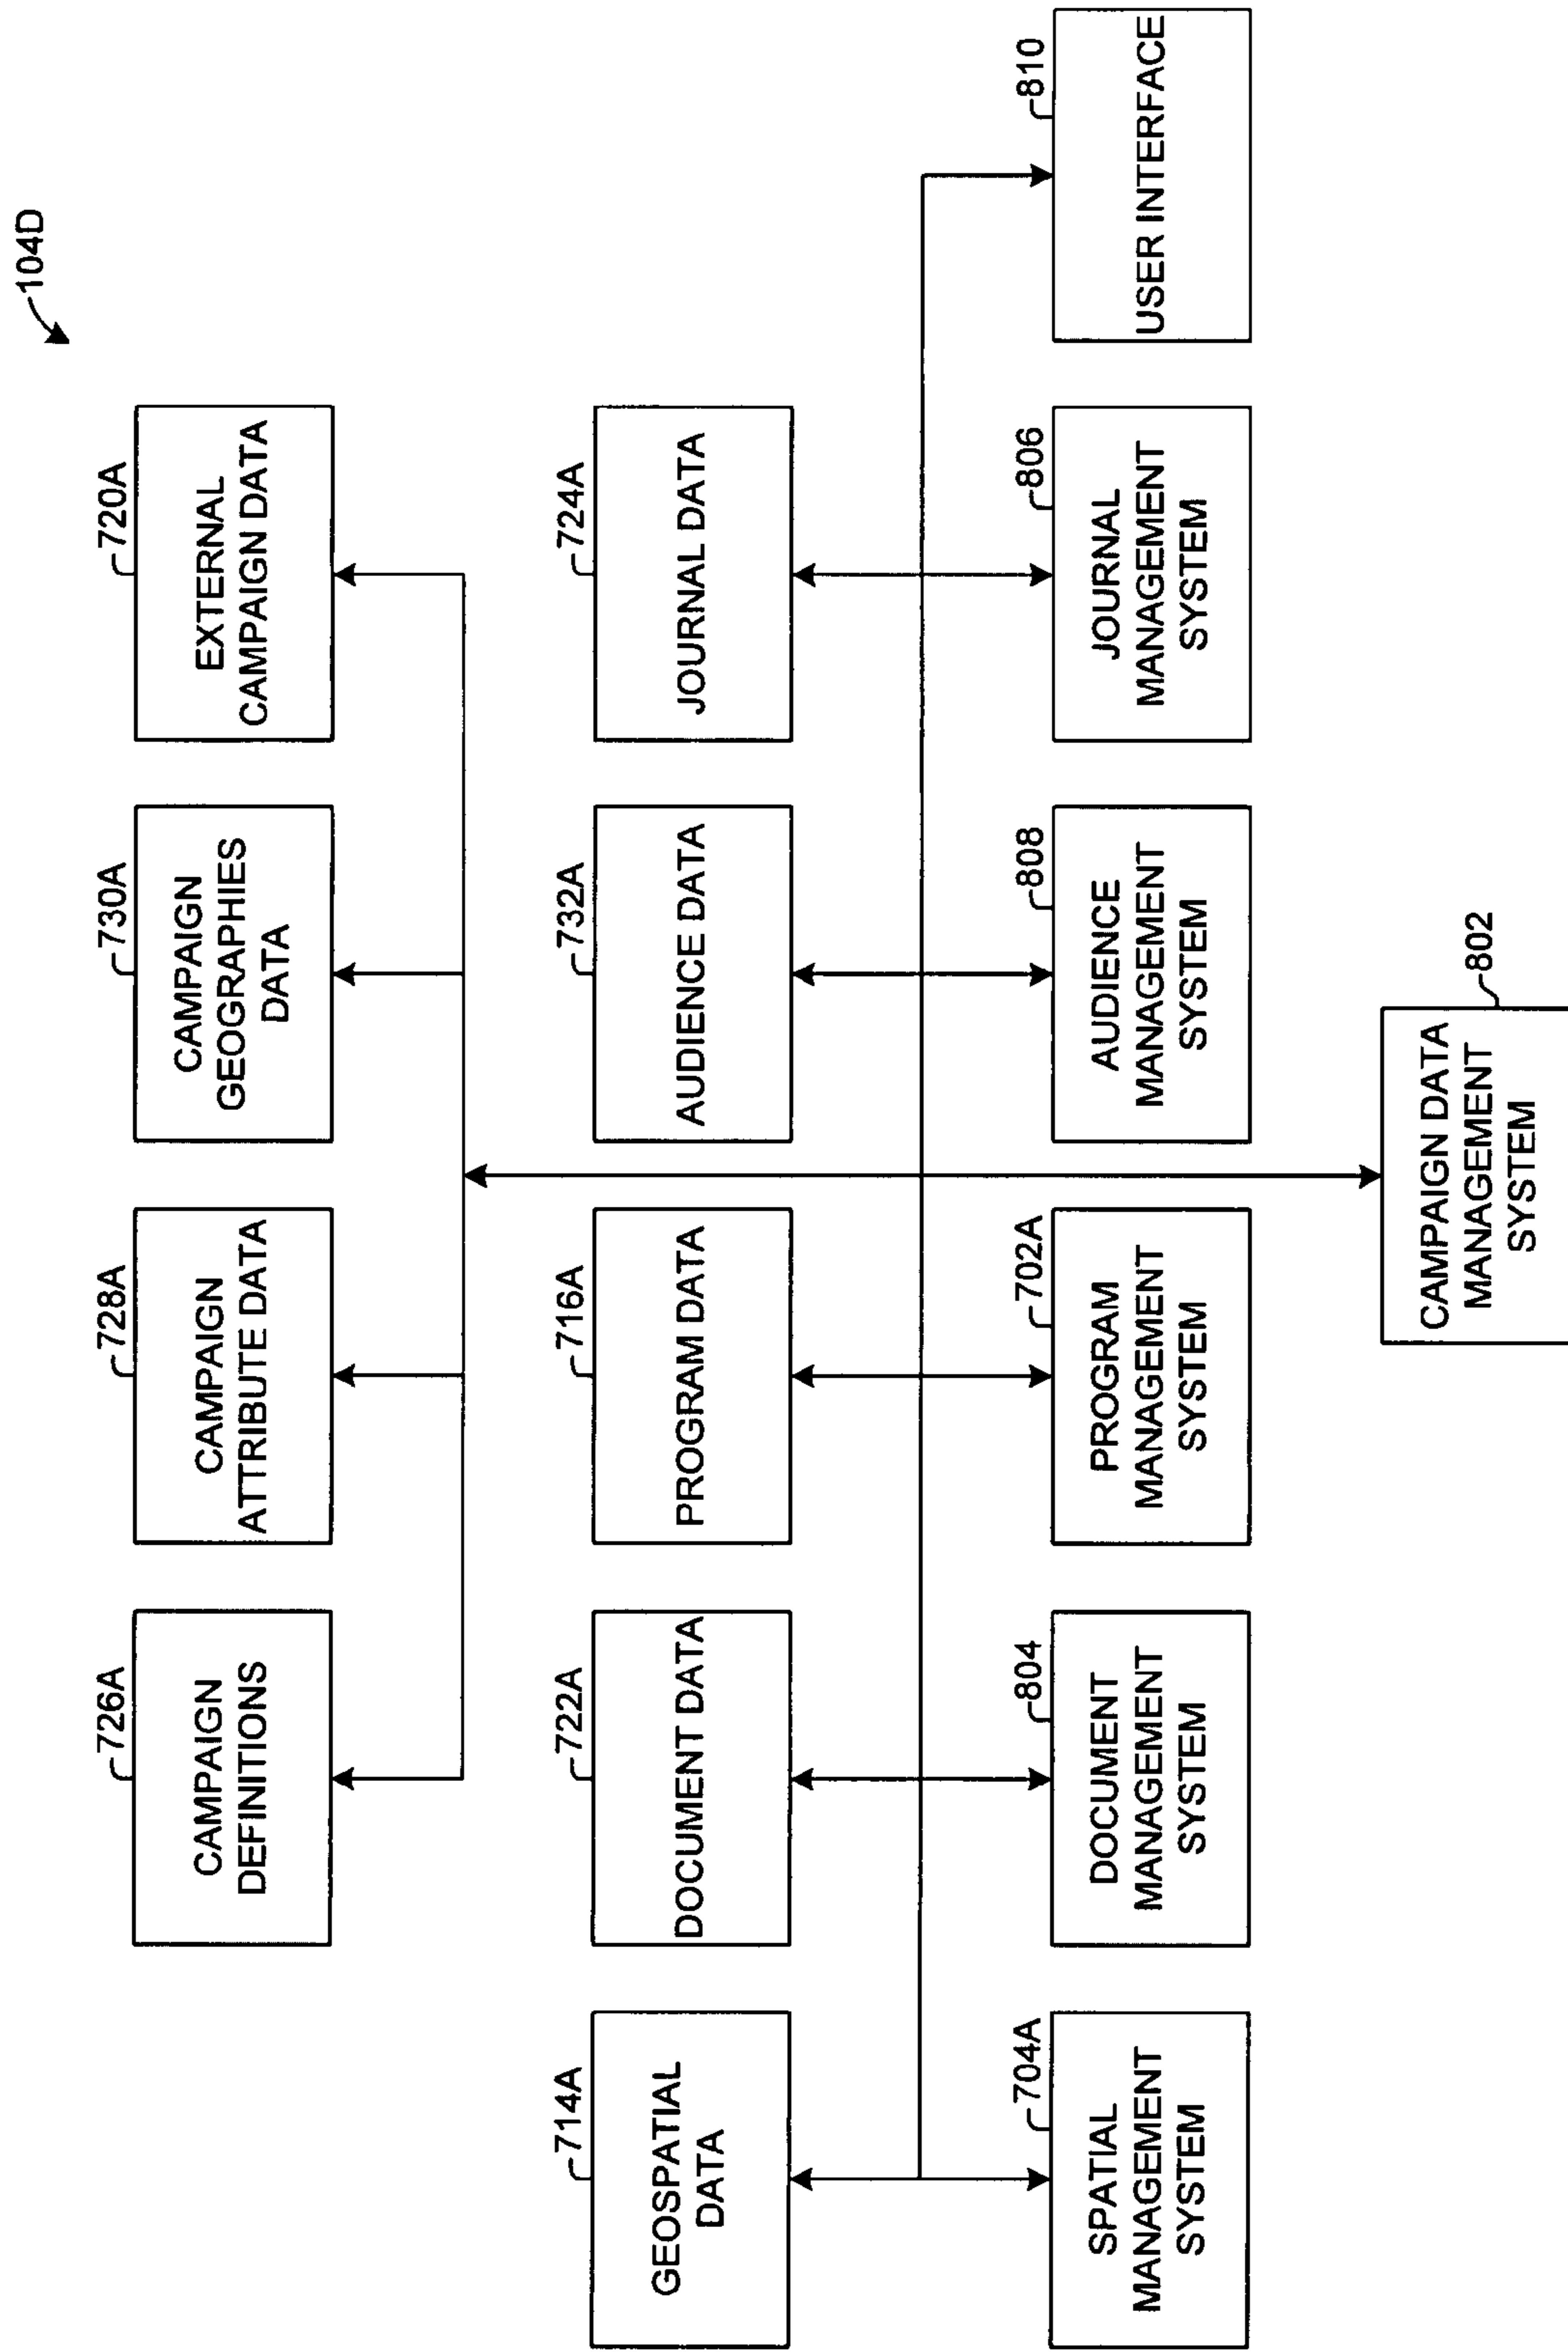 104D
726A
CAMPAIGN
DEFINITIONS
728A
CAMPAIGN
ATTRIBUTE DATA
730A
CAMPAIGN
GEOGRAPHIES
DATA
720A
EXTERNAL
CAMPAIGN DATA
714A
GEOSPATIAL
DATA
722A
DOCUMENT DATA
716A
PROGRAM DATA
732A
AUDIENCE DATA
724A
JOURNAL DATA
704A
SPATIAL
MANAGEMENT
SYSTEM
804
DOCUMENT
MANAGEMENT
SYSTEM
702A
PROGRAM
MANAGEMENT
SYSTEM
808
AUDIENCE
MANAGEMENT
SYSTEM
806
JOURNAL
MANAGEMENT
SYSTEM
810
USER INTERFACE
802
CAMPAIGN DATA
MANAGEMENT
SYSTEM